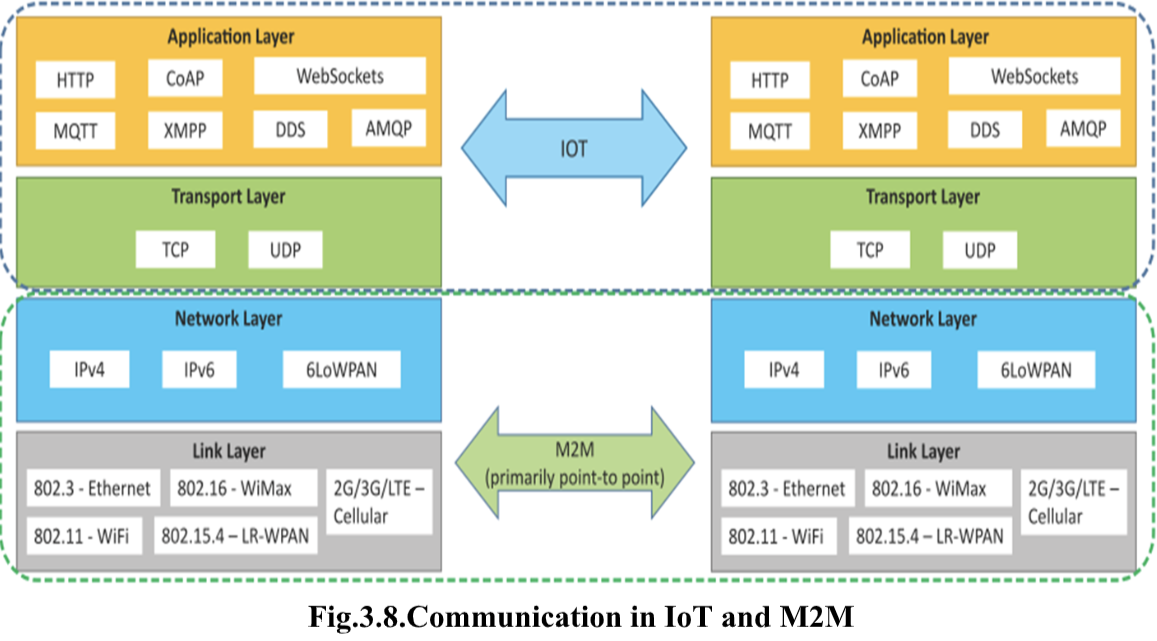 Application Layer
HTTP CoAP WebSockets
MQTT XMPP DDS AMQP
Transport Layer
TCP UDP
Network Layer
IPv4 IPv6 6LoWPAN
Link Layer
802.3 - Ethernet 802.16 - WiMax 2G/3G/LTE –
Cellular
802.11 - WiFi 802.15.4 – LR-WPAN
IOT
M2M
(primarily point-to point)
Application Layer
HTTP CoAP WebSockets
MQTT XMPP DDS AMQP
Transport Layer
TCP UDP
Network Layer
IPv4 IPv6 6LoWPAN
Link Layer
802.3 - Ethernet 802.16 - WiMax 2G/3G/LTE –
Cellular
802.11 - WiFi 802.15.4 – LR-WPAN
Fig.3.8.Communication in IoT and M2M